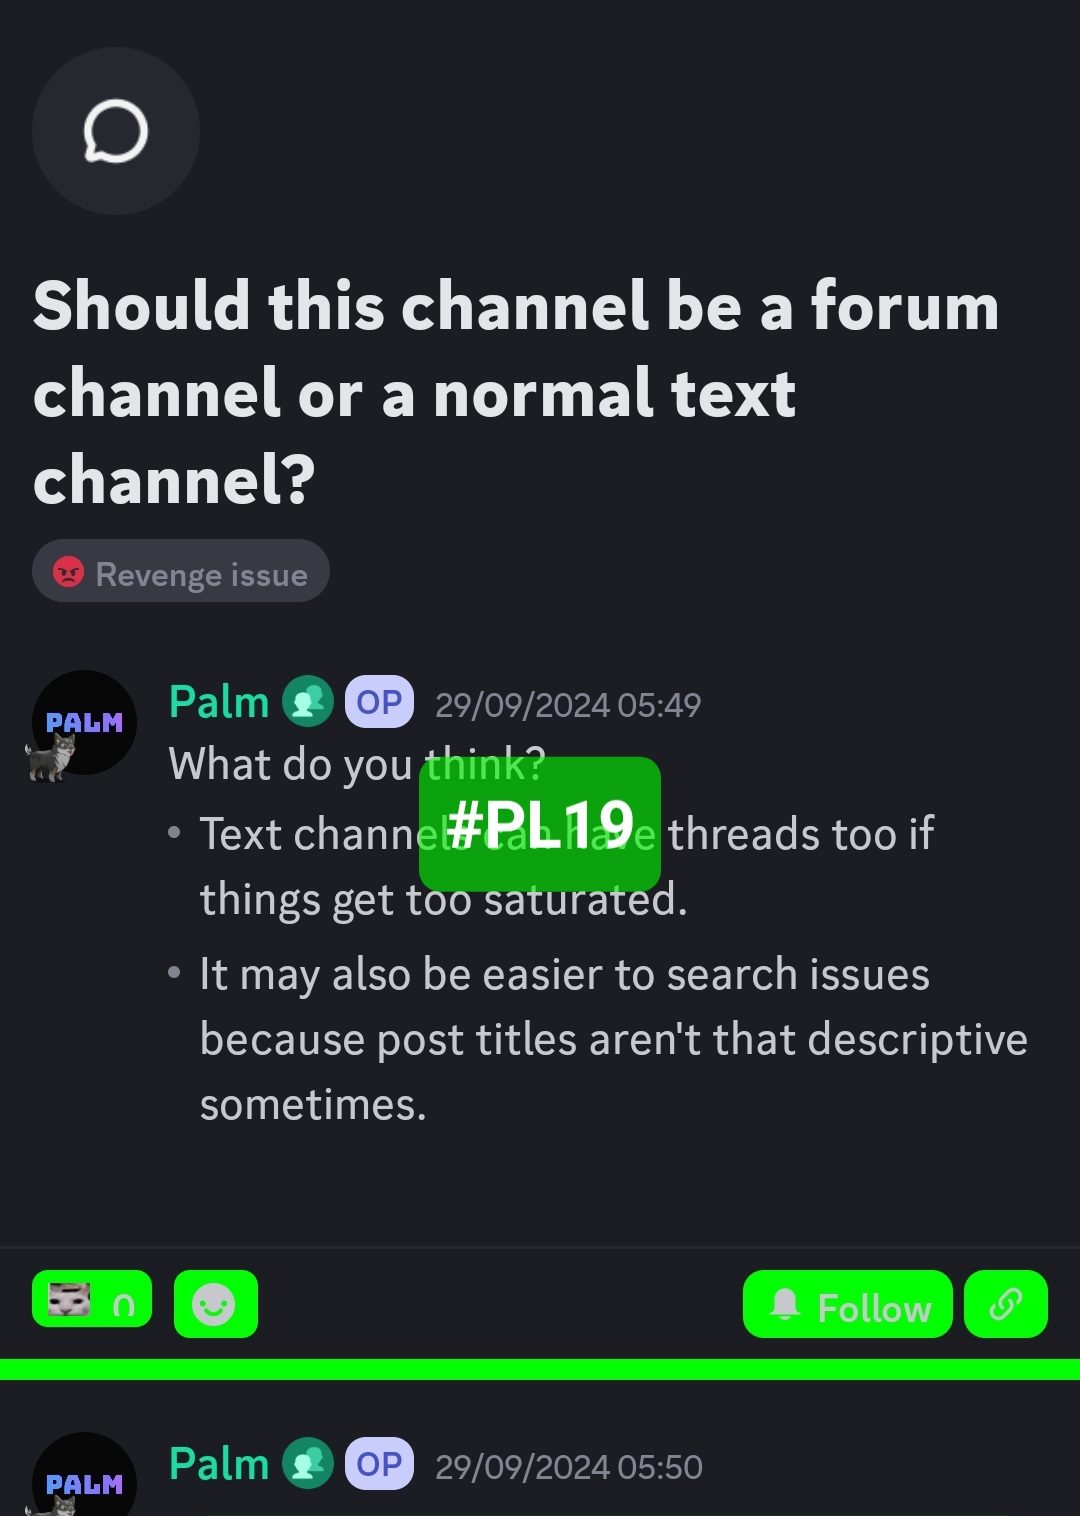 Should this channel be a forum
channel or a normal text
channel?
Revenge issue
PALM
Palm OP 29/09/2024 05:49
What do you think?
#PL19
Text channels can have threads too if
things get too saturated.
It may also be easier to search issues
because post titles aren't that descriptive
sometimes.
0
Follow
PALM
Palm OP 29/09/2024 05:50